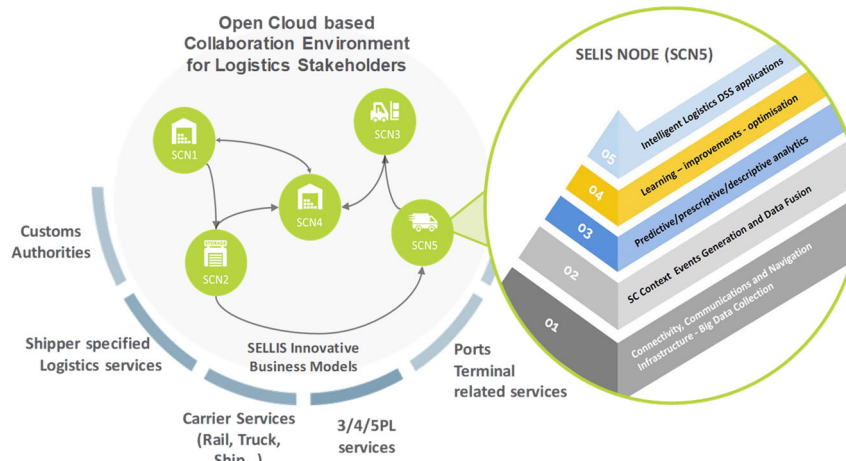 Open Cloud based
Collaboration Environment
for Logistics Stakeholders
SCN1
SCN3
SCN4
SCN5
STORAGE
SCN2
SELLIS Innovative
Business Models
Customs
Authorities
Shipper specified
Logistics services
Carrier Services
(Rail, Truck,
Ship...)
3/4/5PL
services
Ports
Terminal
related services
SELIS NODE (SCN5)
05
Intelligent Logistics DSS applications
04
Learning – improvements - optimisation
03
Predictive/prescriptive/descriptive analytics
02
SC Context Events Generation and Data Fusion
01
Connectivity, Communications and Navigation
Infrastructure - Big Data Collection